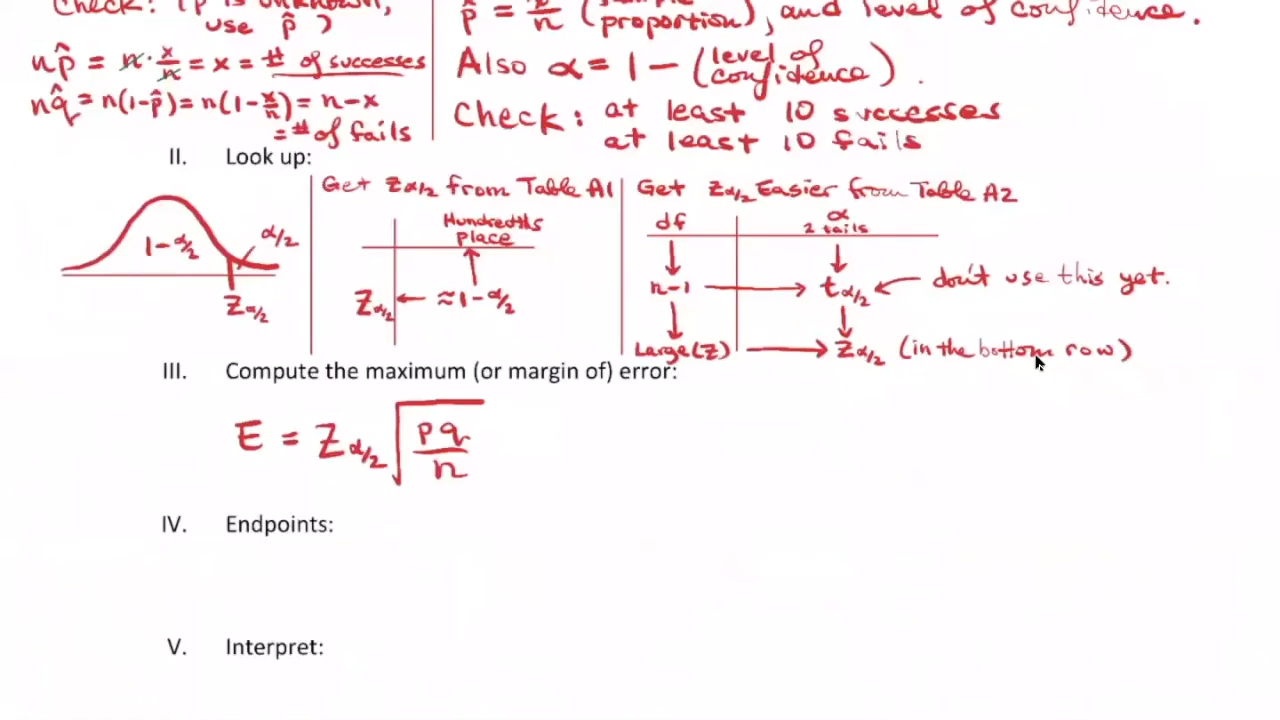 Check: (p is unknown,
use p̂ )
np̂ = n · x/n = x = # of successes
nq̂ = n(1-p̂) = n(1-x/n) = n-x
= # of fails
p̂ = x/n (sample proportion), and level of confidence.
Also α = 1 - (level of confidence).
Check: at least 10 successes
at least 10 fails
II. Look up:
1-α/2
α/2
Zα/2
Get Zα/2 from Table A1
Hundredths
place
Zα/2 ← ≈1-α/2
Get Zα/2 Easier from Table A2
df
α
2 tails
n-1 → tα/2 ← don't use this yet.
Large(Z) → Zα/2 (in the bottom row)
III. Compute the maximum (or margin of) error:
E = Zα/2 √(pq/n)
IV. Endpoints:
V. Interpret: